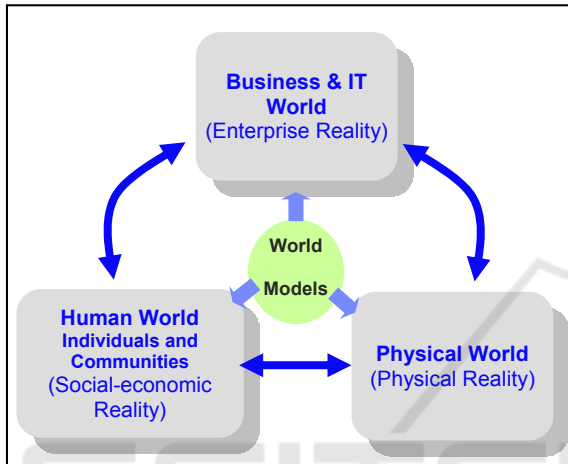 Business & IT
World
(Enterprise Reality)
World
Models
Human World
Individuals and
Communities
(Social-economic
Reality)
Physical World
(Physical Reality)